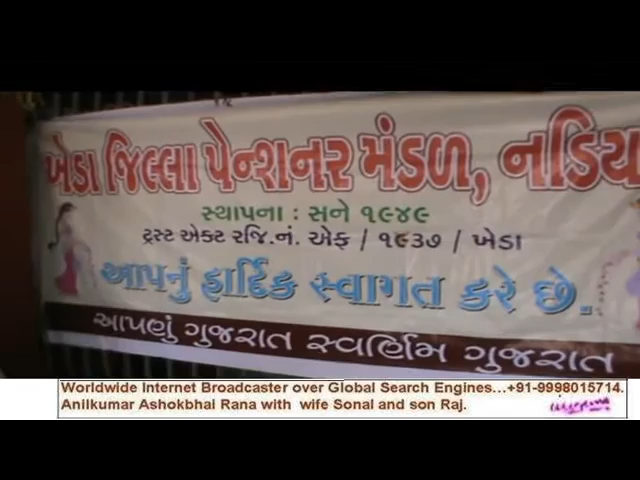 ખેડા જિલ્લા પેન્શનર મંડળ, નડિયા
સ્થાપના : સને ૧૯૪૯
ટ્રસ્ટ એક્ટ રજિ.નં. એફ / ૧૯૩૭ / ખેડા
આપનું હાર્દિક સ્વાગત કરે છે.
આપણું ગુજરાત સ્વર્ણિમ ગુજરાત
Worldwide Internet Broadcaster over Global Search Engines...+91-9998015714.
Anilkumar Ashokbhai Rana with wife Sonal and son Raj.